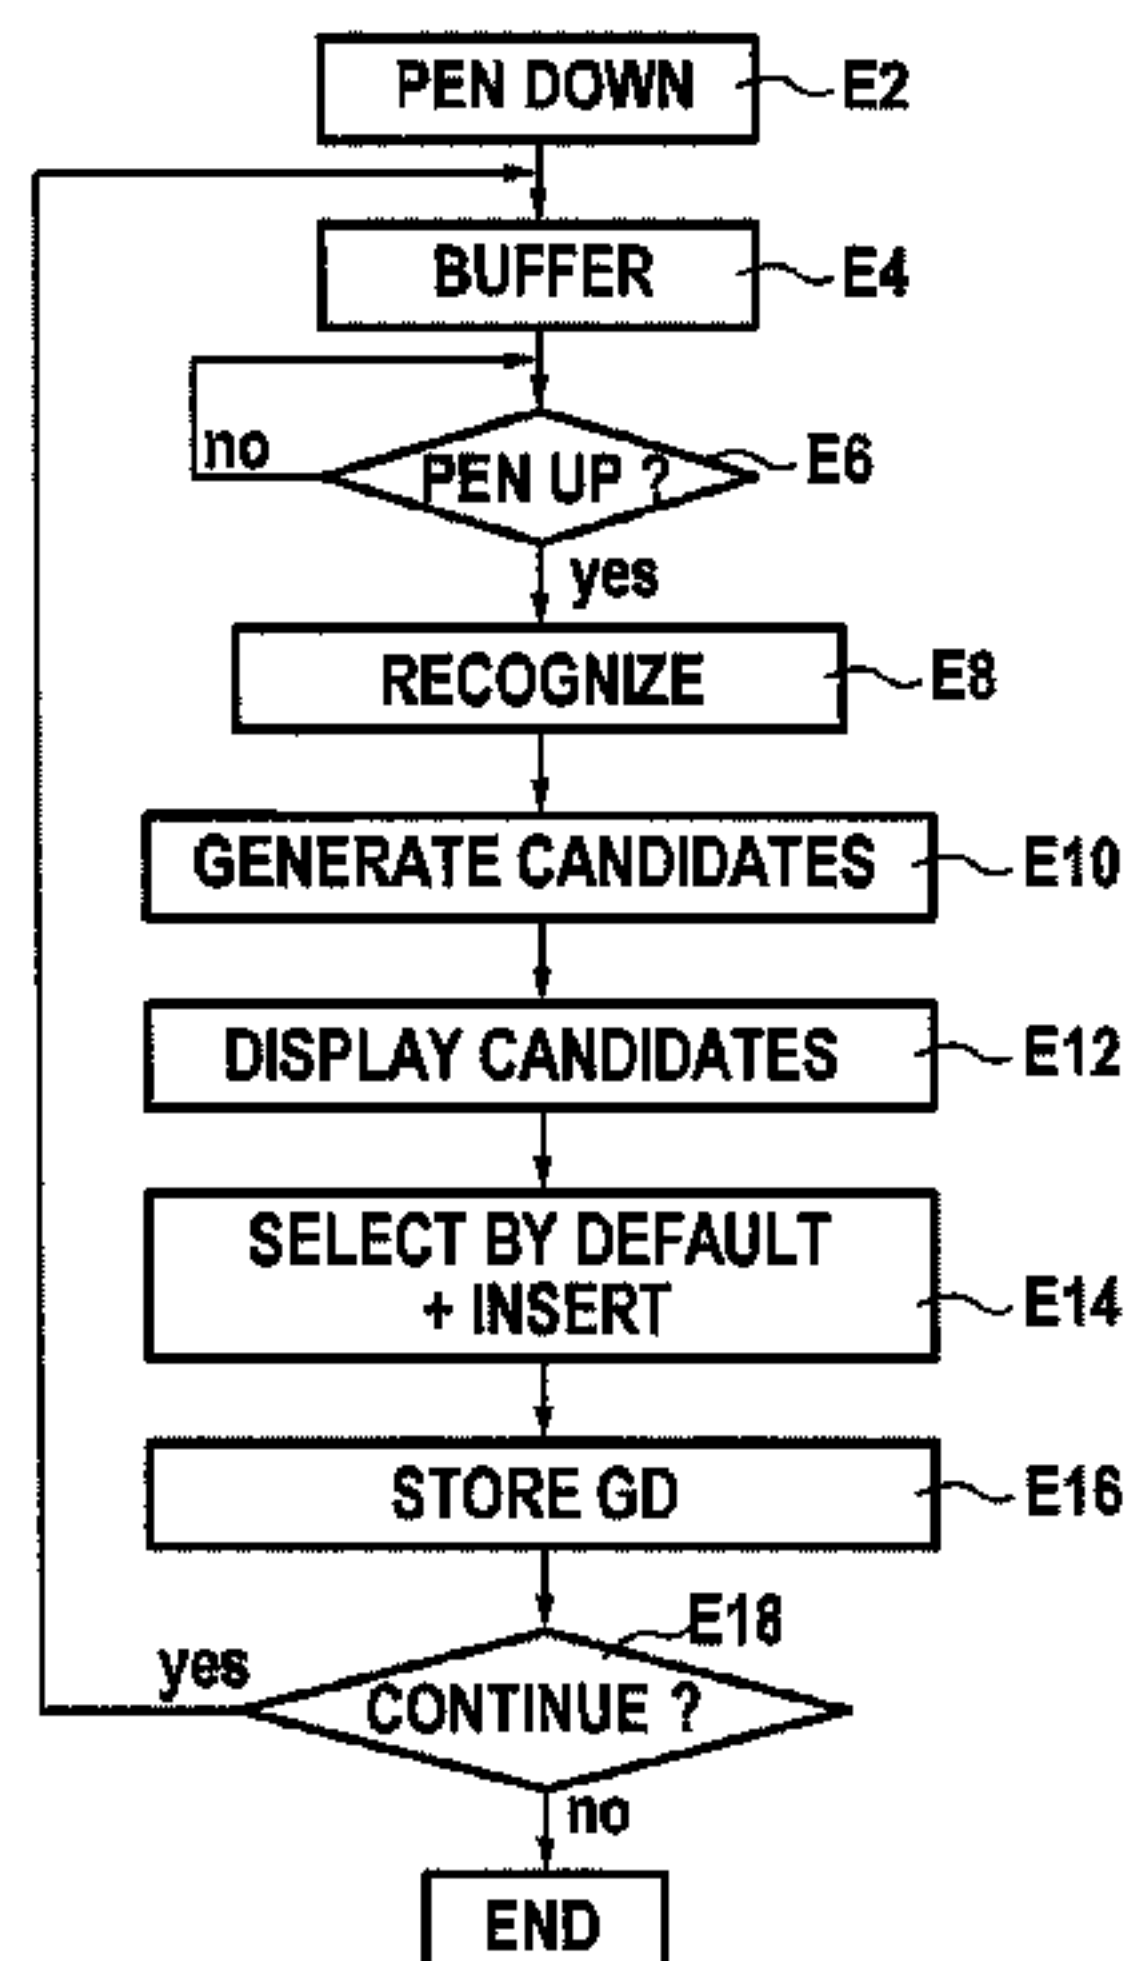 PEN DOWN E2
BUFFER E4
no
PEN UP ? E6
yes
RECOGNIZE E8
GENERATE CANDIDATES E10
DISPLAY CANDIDATES E12
SELECT BY DEFAULT
+ INSERT E14
STORE GD E16
E18
yes
CONTINUE ?
no
END